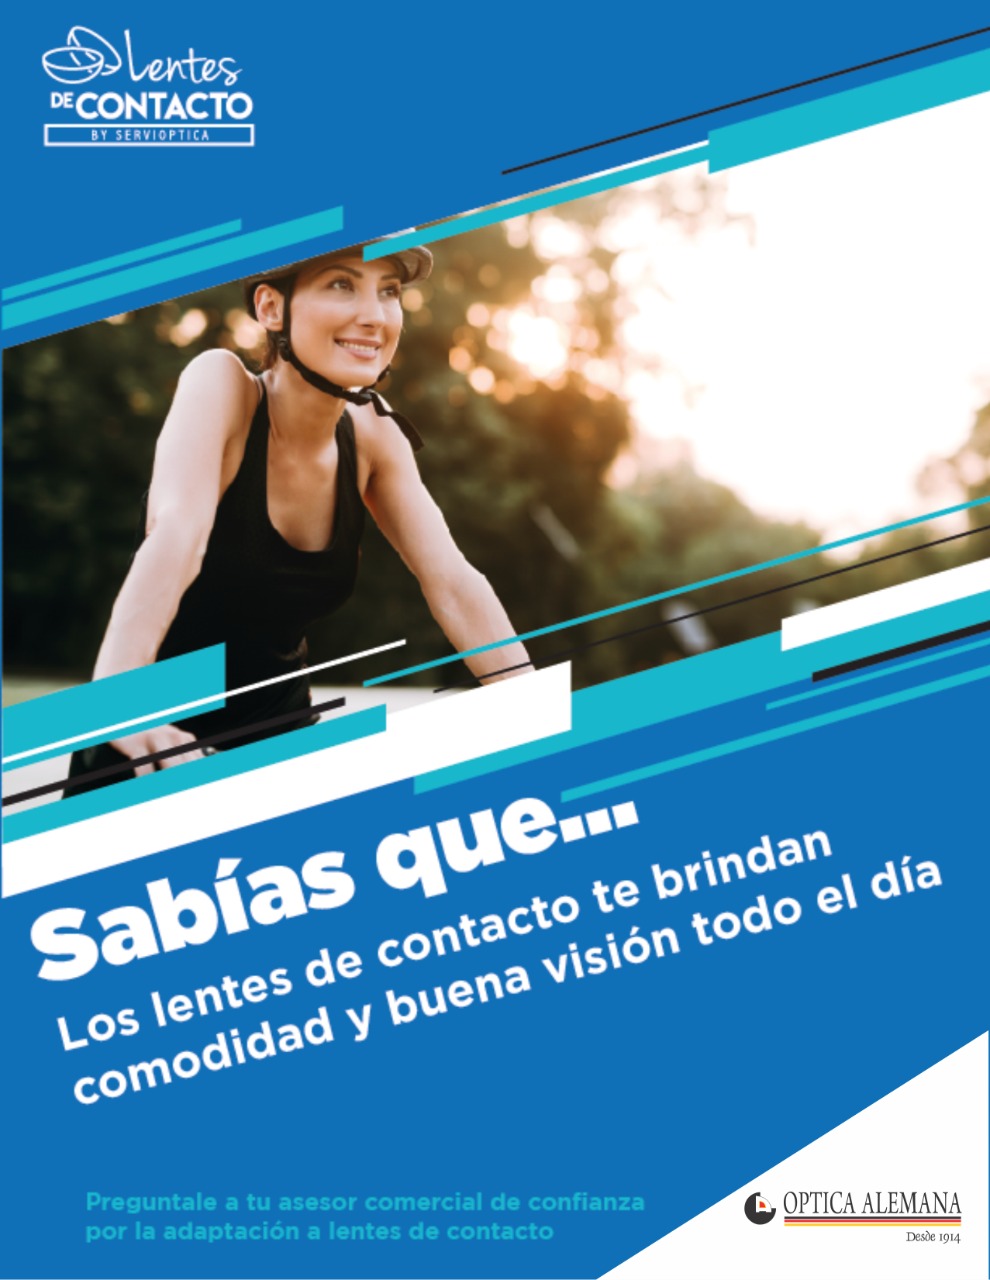 Lentes
DE CONTACTO
BY SERVIOPTICA
Sabías que...
Los lentes de contacto te brindan
comodidad y buena visión todo el día
Preguntale a tu asesor comercial de confianza
por la adaptación a lentes de contacto
OPTICA ALEMANA
Desde 1914